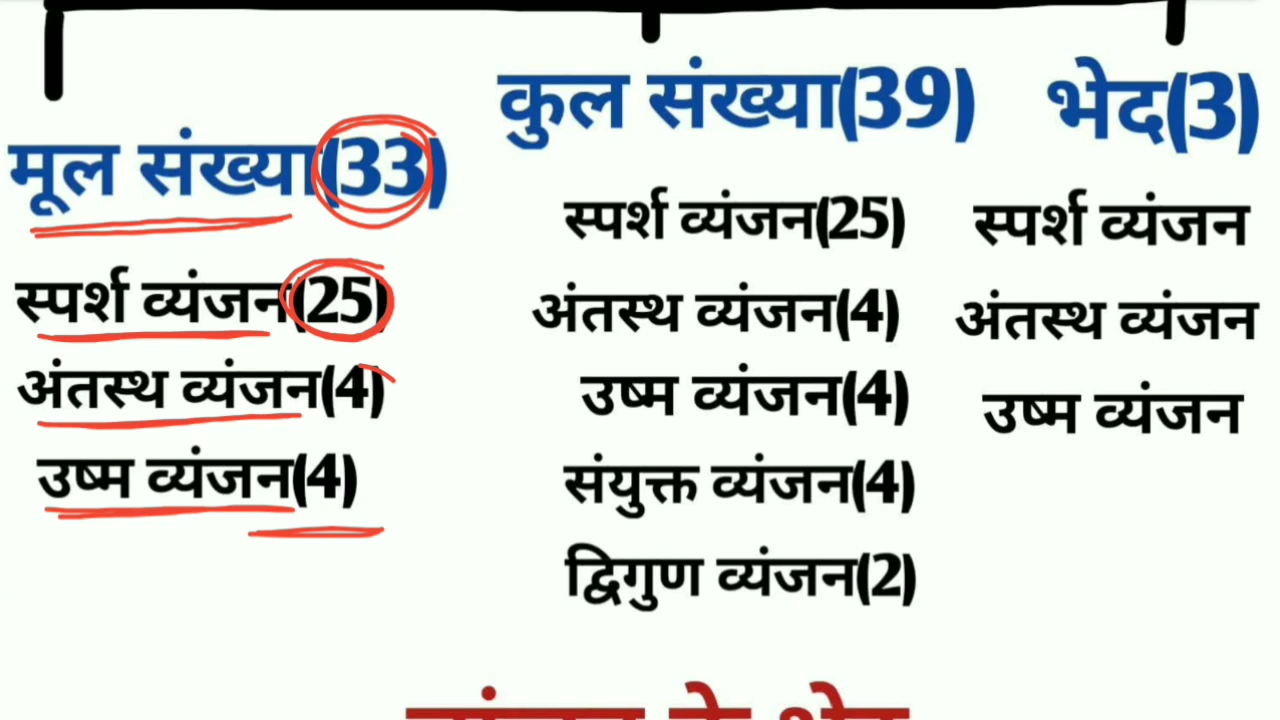 मूल संख्या(33)
स्पर्श व्यंजन(25)
अंतस्थ व्यंजन(4)
उष्म व्यंजन(4)
कुल संख्या(39)
स्पर्श व्यंजन(25)
अंतस्थ व्यंजन(4)
उष्म व्यंजन(4)
संयुक्त व्यंजन(4)
द्विगुण व्यंजन(2)
भेद(3)
स्पर्श व्यंजन
अंतस्थ व्यंजन
उष्म व्यंजन